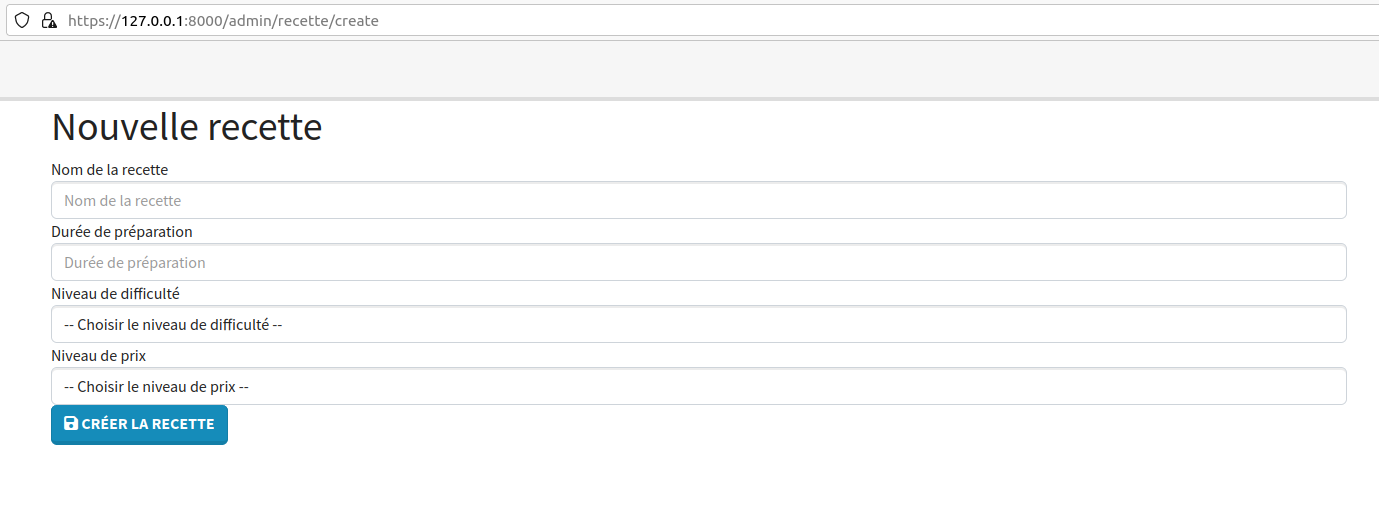 https://127.0.0.1:8000/admin/recette/create
Nouvelle recette
Nom de la recette
Nom de la recette
Durée de préparation
Durée de préparation
Niveau de difficulté
-- Choisir le niveau de difficulté --
Niveau de prix
-- Choisir le niveau de prix --
CRÉER LA RECETTE